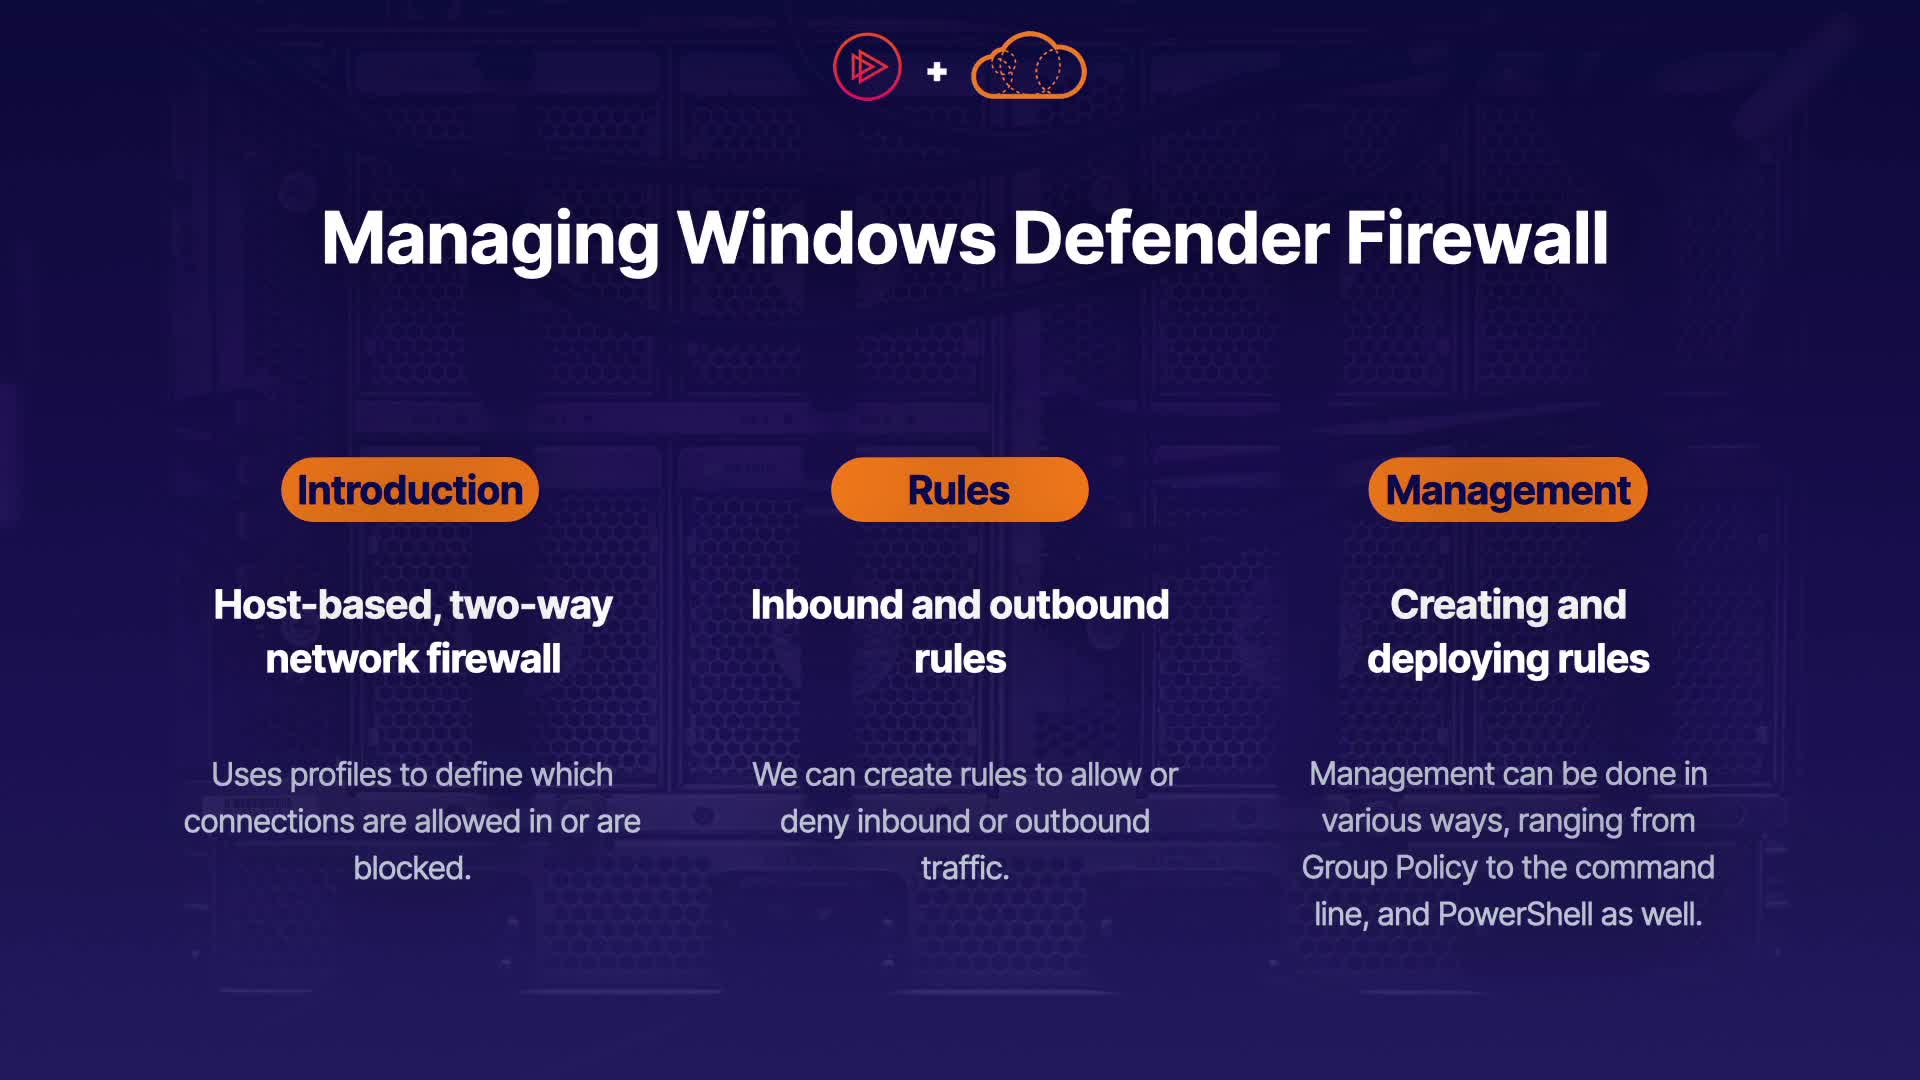 Managing Windows Defender Firewall
Introduction
Host-based, two-way
network firewall
Uses profiles to define which
connections are allowed in or are
blocked.
Rules
Inbound and outbound
rules
We can create rules to allow or
deny inbound or outbound
traffic.
Management
Creating and
deploying rules
Management can be done in
various ways, ranging from
Group Policy to the command
line, and PowerShell as well.